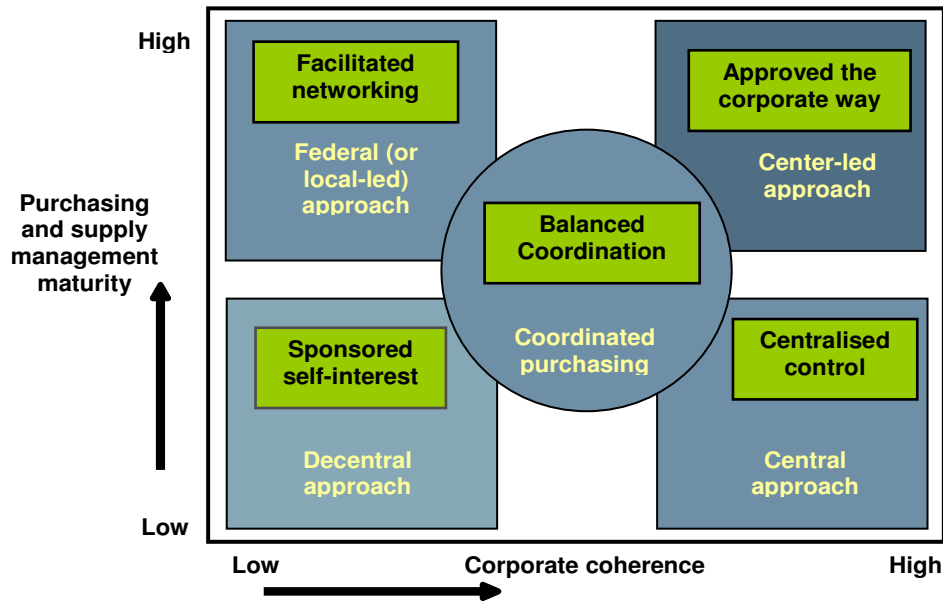 High
Facilitated
networking
Federal (or
local-led)
approach
Approved the
corporate way
Center-led
approach
Purchasing
and supply
management
maturity
Balanced
Coordination
Coordinated
purchasing
Sponsored
self-interest
Decentral
approach
Centralised
control
Central
approach
Low
Low
Corporate coherence
High